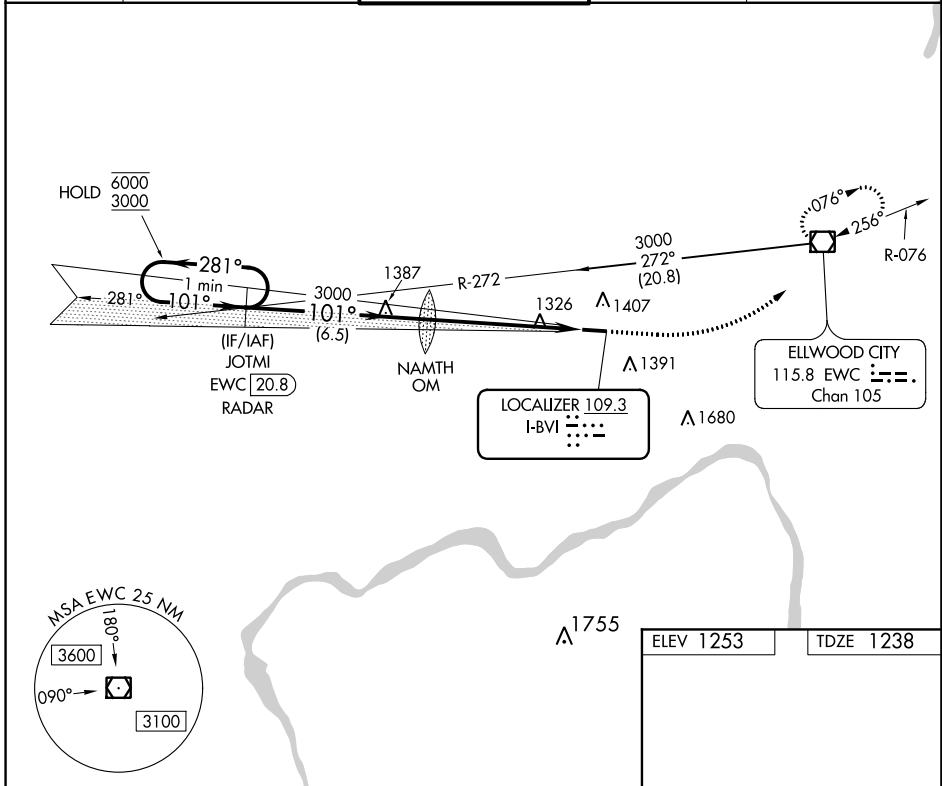 HOLD
6000
3000
281°
1 min
281°
101°
3000
101°
(6.5)
1387
R-272
3000
272°
(20.8)
076°
256°
R-076
1326
1407
1391
1680
(IF/IAF)
JOTMI
EWC 20.8
RADAR
NAMTH
OM
LOCALIZER 109.3
I-BVI
ELLWOOD CITY
115.8 EWC
Chan 105
MSA EWC 25 NM
180°
3600
090°
3100
1755
ELEV 1253
TDZE 1238